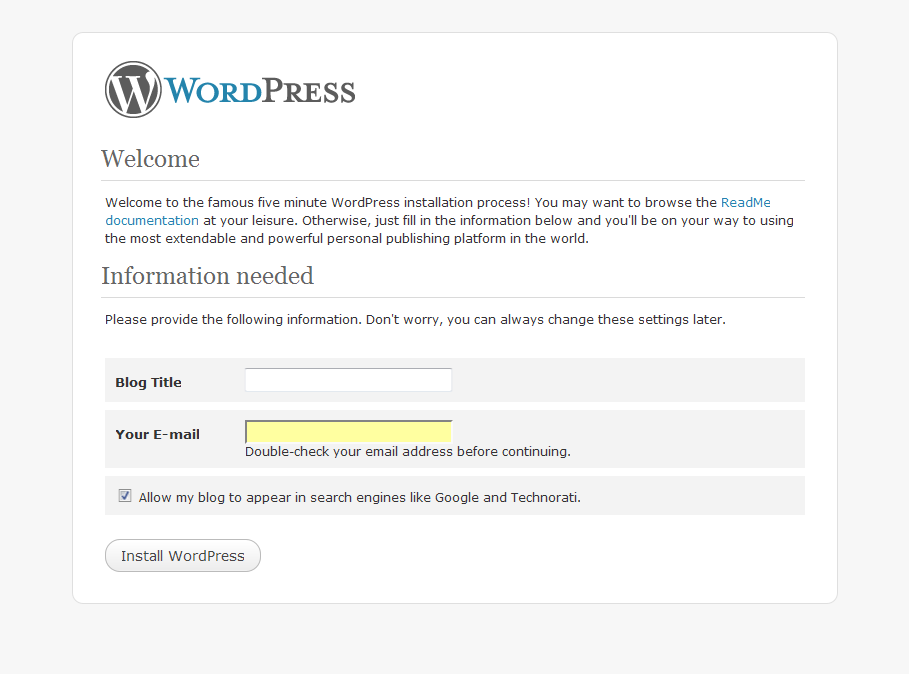 WORDPRESS
Welcome
Welcome to the famous five minute WordPress installation process! You may want to browse the ReadMe
documentation at your leisure. Otherwise, just fill in the information below and you'll be on your way to using
the most extendable and powerful personal publishing platform in the world.
Information needed
Please provide the following information. Don't worry, you can always change these settings later.
Blog Title
Your E-mail
Double-check your email address before continuing.
Allow my blog to appear in search engines like Google and Technorati.
Install WordPress